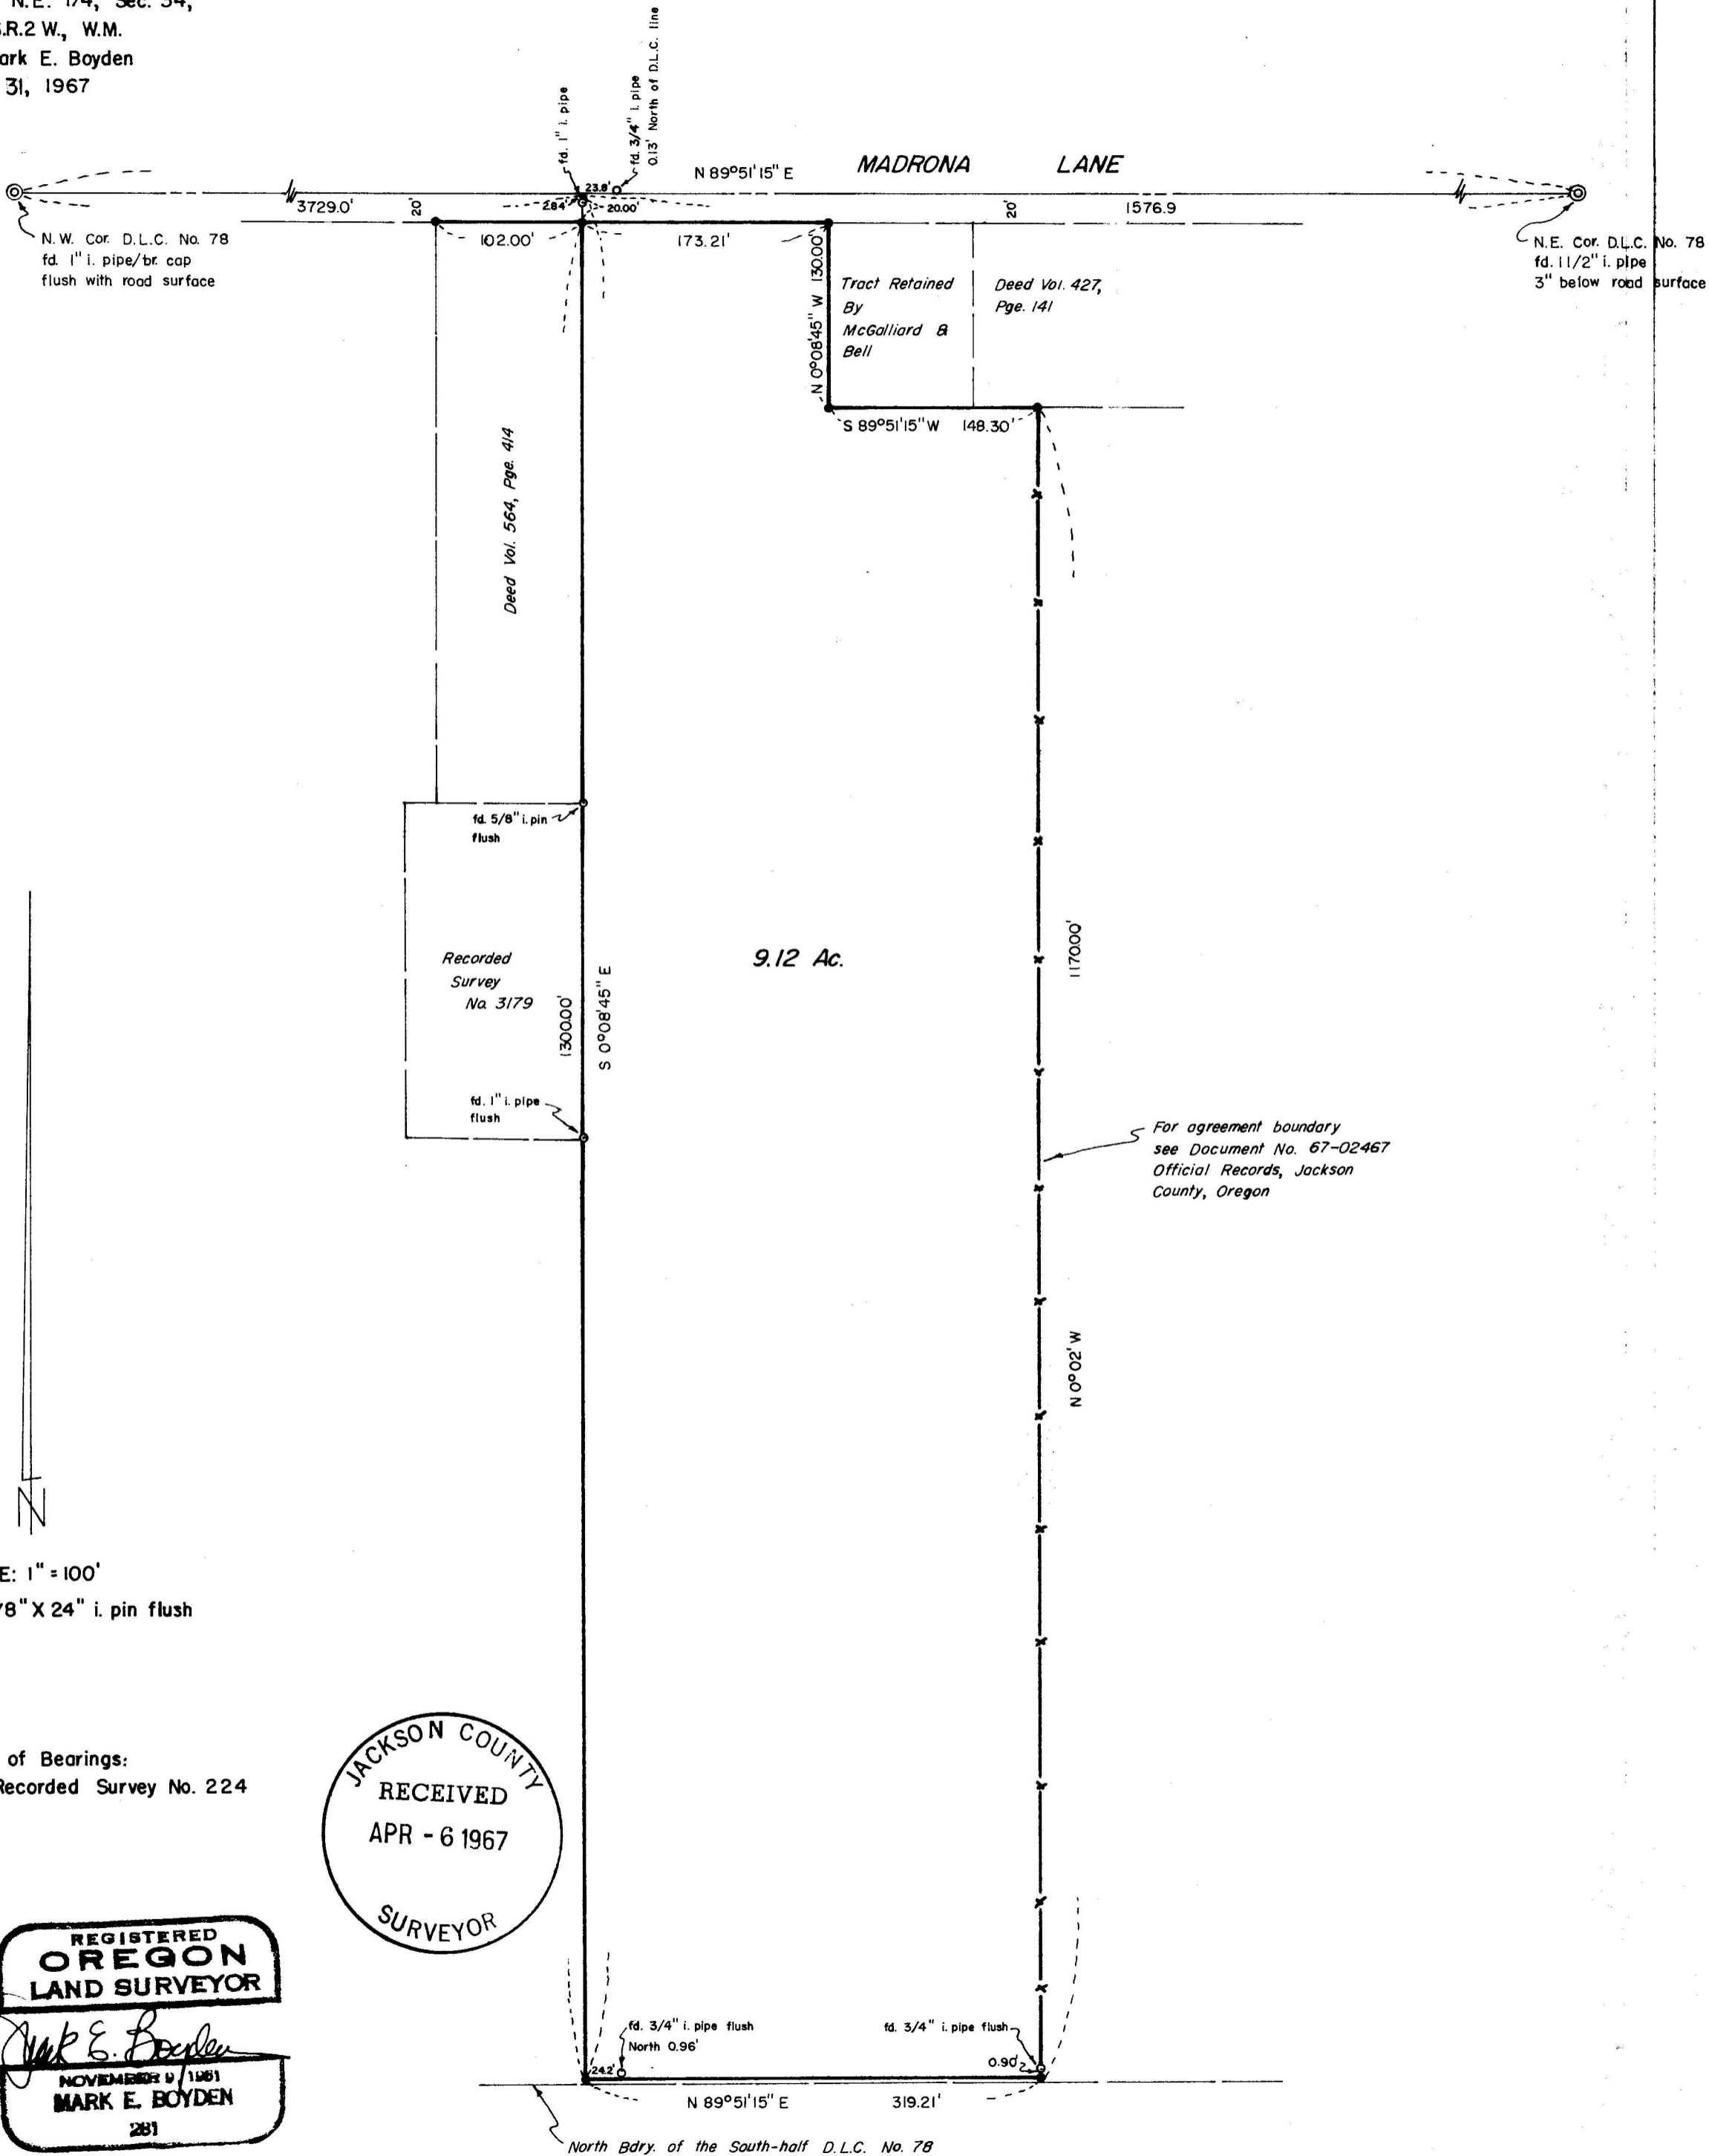 N.E. 1/4, Sec. 34,
S.R.2 W., W.M.
ark E. Boyden
31, 1967
fd. 1" i. pipe
fd. 3/4" i. pipe
0.13' North of D.L.C. line
N 89°51'15" E
MADRONA LANE
23.8'
3729.0'
20'
2.84'
20.00'
20'
1576.9
N.W. Cor. D.L.C. No. 78
fd. 1" i. pipe/br. cap
flush with road surface
102.00'
173.21'
N.E. Cor. D.L.C. No. 78
fd. 1 1/2" i. pipe
3" below road surface
N 0°08'45" W 130.00'
Tract Retained
By
McGalliard &
Bell
Deed Vol. 427,
Pge. 141
S 89°51'15" W 148.30'
Deed Vol. 564, Pge. 414
fd. 5/8" i. pin
flush
Recorded
Survey
No. 3179
1300.00'
S 0°08'45" E
9.12 Ac.
1170.00'
fd. 1" i. pipe
flush
For agreement boundary
see Document No. 67-02467
Official Records, Jackson
County, Oregon
N 0°02' W
N
E: 1" = 100'
/8" X 24" i. pin flush
of Bearings:
Recorded Survey No. 224
JACKSON COUNTY
RECEIVED
APR - 6 1967
SURVEYOR
REGISTERED
OREGON
LAND SURVEYOR
Mark E. Boyden
NOVEMBER 9, 1961
MARK E. BOYDEN
281
fd. 3/4" i. pipe flush
North 0.96'
24.2'
fd. 3/4" i. pipe flush
0.90'
N 89°51'15" E 319.21'
North Bdry. of the South-half D.L.C. No. 78